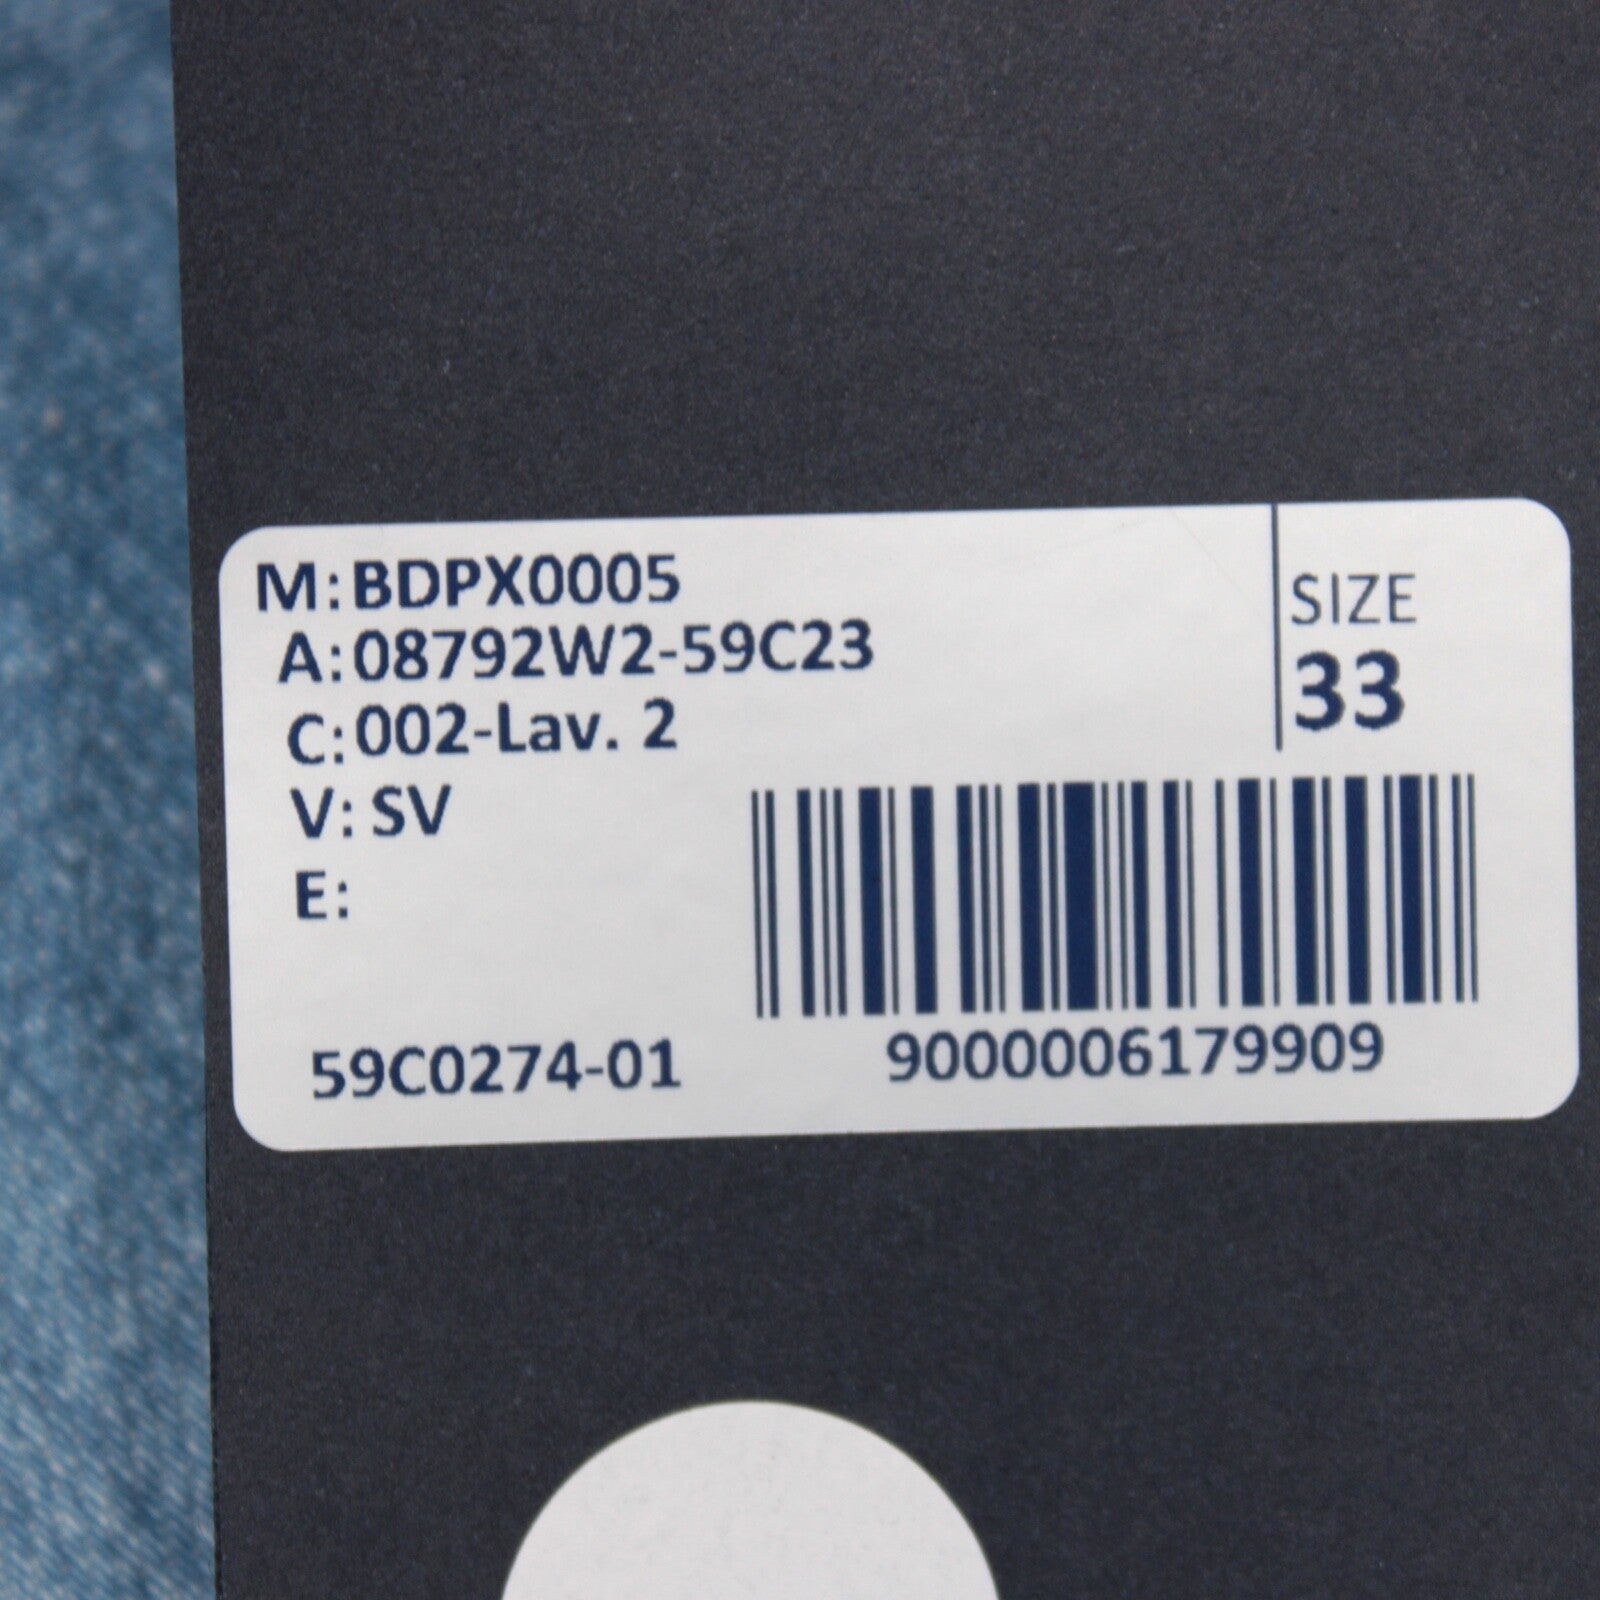 M: BDPX0005
A: 08792W2-59C23
C: 002-Lav. 2
V: SV
E:
SIZE
33
59C0274-01
9000006179909